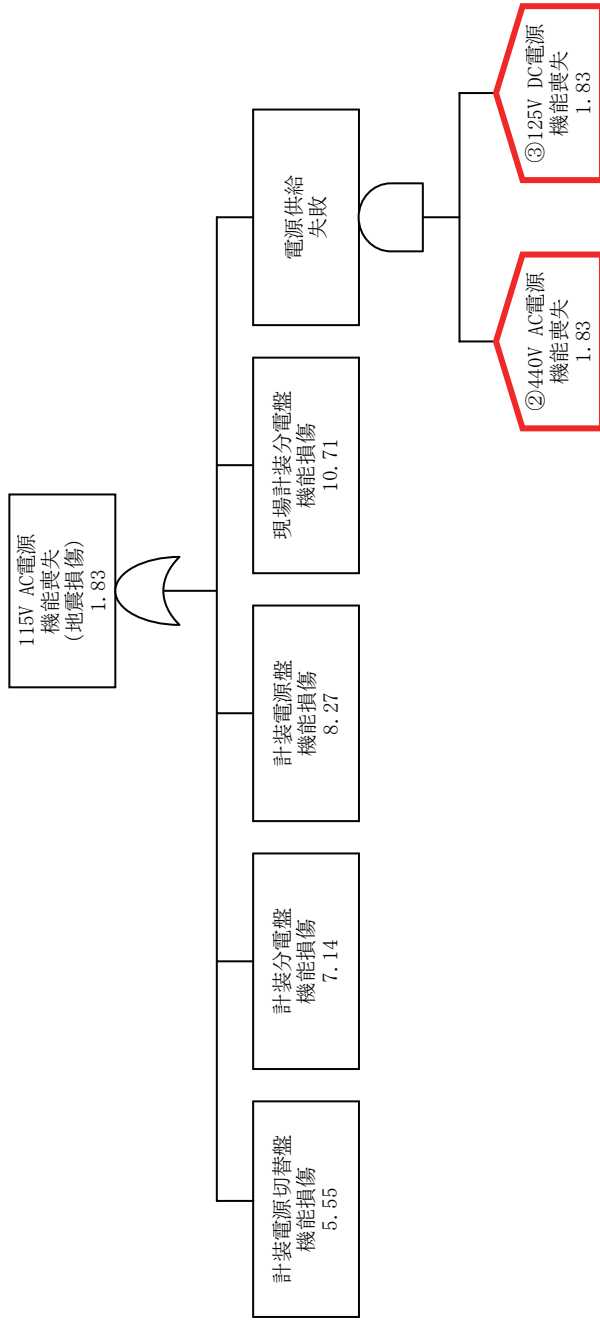 115V AC電源
機能喪失
(地震損傷)
1.83
計装電源切替盤
機能損傷
5.55
計装分電盤
機能損傷
7.14
計装電源盤
機能損傷
8.27
現場計装分電盤
機能損傷
10.71
電源供給
失敗
②440V AC電源
機能喪失
1.83
③125V DC電源
機能喪失
1.83